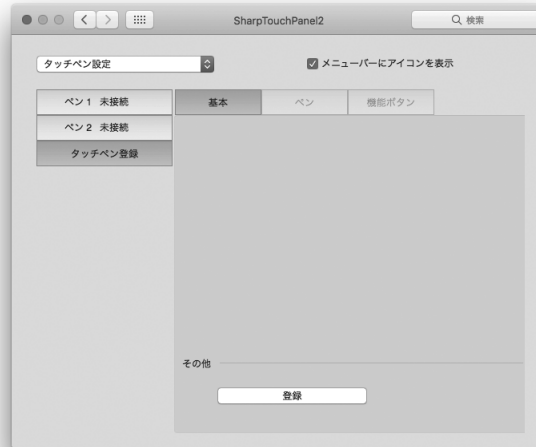 SharpTouchPanel2
検索
タッチペン設定
メニューバーにアイコンを表示
ペン 1 未接続
基本
ペン
機能ボタン
ペン 2 未接続
タッチペン登録
その他
登録